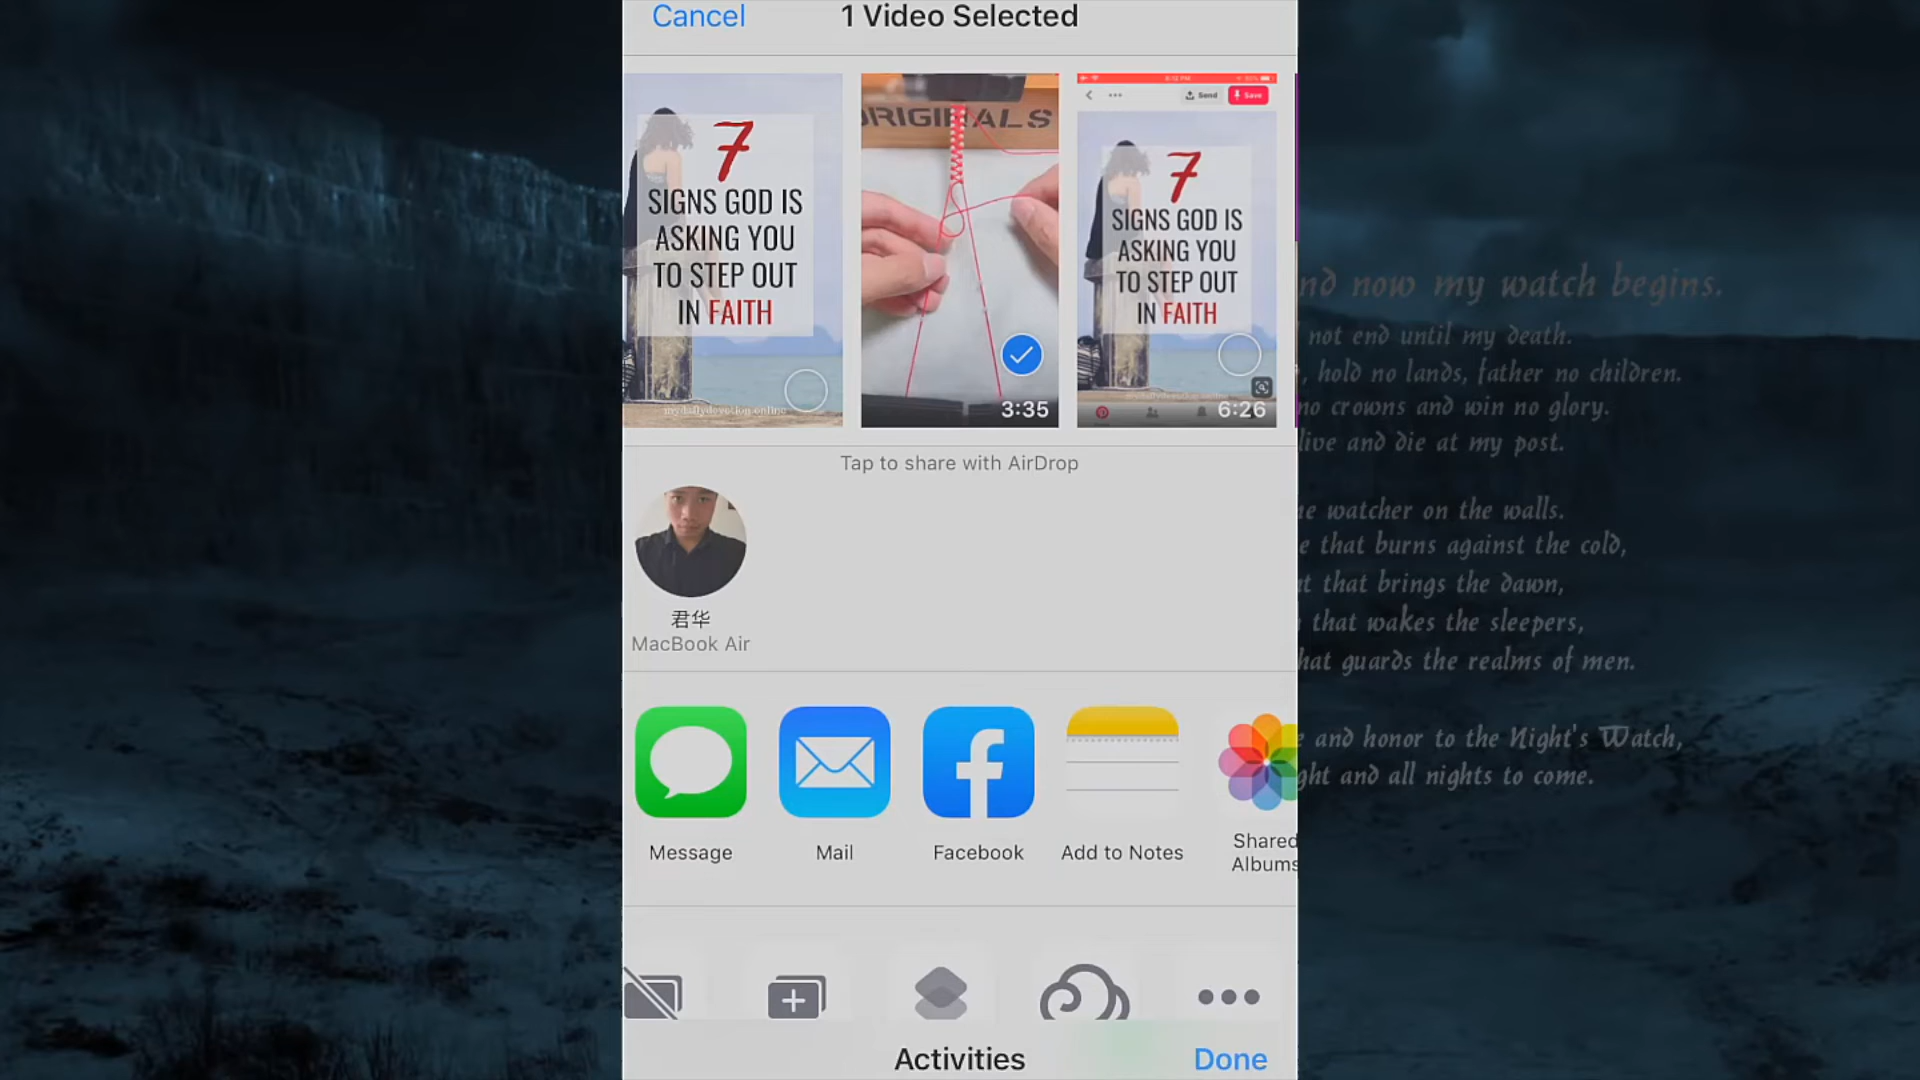 Cancel
1 Video Selected
7
SIGNS GOD IS
ASKING YOU
TO STEP OUT
IN FAITH
mydailydevotion.online
ORIGINALS
3:35
Send
Save
7
SIGNS GOD IS
ASKING YOU
TO STEP OUT
IN FAITH
6:26
Tap to share with AirDrop
君华
MacBook Air
Message
Mail
Facebook
Add to Notes
Shared
Albums
Activities
Done
nd now my watch begins.
not end until my death.
, hold no lands, father no children.
no crowns and win no glory.
live and die at my post.
e watcher on the walls.
e that burns against the cold,
t that brings the dawn,
that wakes the sleepers,
hat guards the realms of men.
e and honor to the Night's Watch,
ght and all nights to come.